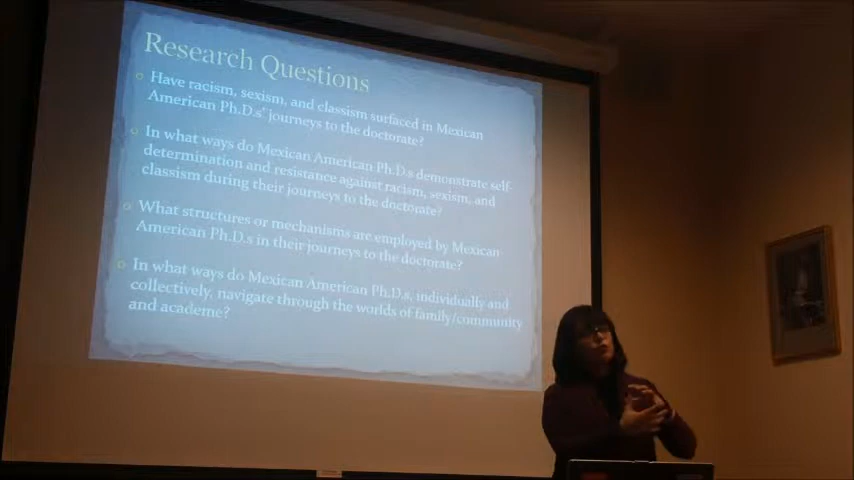 Research Questions
Have racism, sexism, and classism surfaced in Mexican
American Ph.D.s' journeys to the doctorate?
In what ways do Mexican American Ph.D.s demonstrate self-
determination and resistance against racism, sexism, and
classism during their journeys to the doctorate?
What structures or mechanisms are employed by Mexican
American Ph.D.s in their journeys to the doctorate?
In what ways do Mexican American Ph.D.s, individually and
collectively, navigate through the worlds of family/community
and academe?